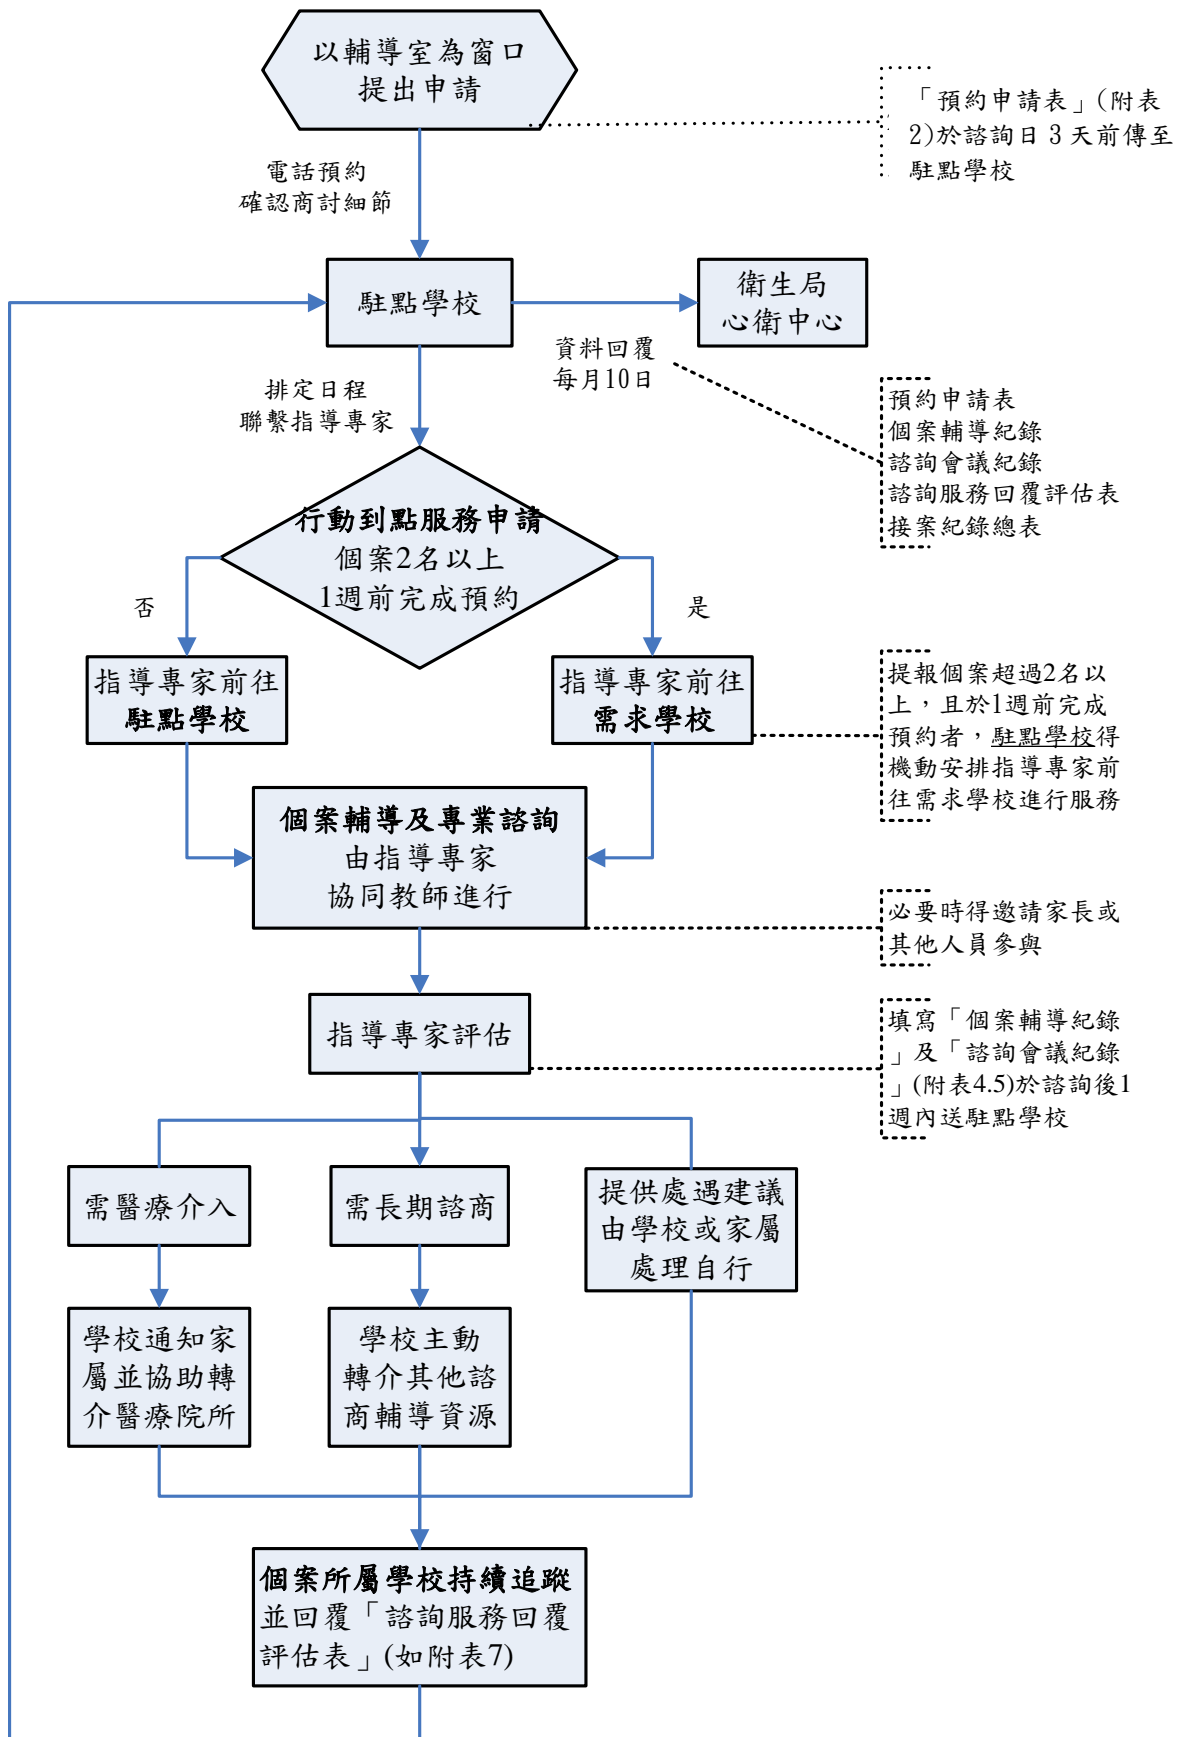 以輔導室為窗口
提出申請
「預約申請表」(附表
2)於諮詢日 3 天前傳至
駐點學校
電話預約
確認商討細節
駐點學校
衛生局
心衛中心
資料回覆
每月10日
排定日程
聯繫指導專家
預約申請表
個案輔導紀錄
諮詢會議紀錄
諮詢服務回覆評估表
接案紀錄總表
行動到點服務申請
個案2名以上
1週前完成預約
否
是
指導專家前往
駐點學校
指導專家前往
需求學校
提報個案超過2名以
上，且於1週前完成
預約者，駐點學校得
機動安排指導專家前
往需求學校進行服務
個案輔導及專業諮詢
由指導專家
協同教師進行
必要時得邀請家長或
其他人員參與
指導專家評估
填寫「個案輔導紀錄
」及「諮詢會議紀錄
」(附表4.5)於諮詢後1
週內送駐點學校
需醫療介入
需長期諮商
提供處遇建議
由學校或家屬
處理自行
學校通知家
屬並協助轉
介醫療院所
學校主動
轉介其他諮
商輔導資源
個案所屬學校持續追蹤
並回覆「諮詢服務回覆
評估表」(如附表7)